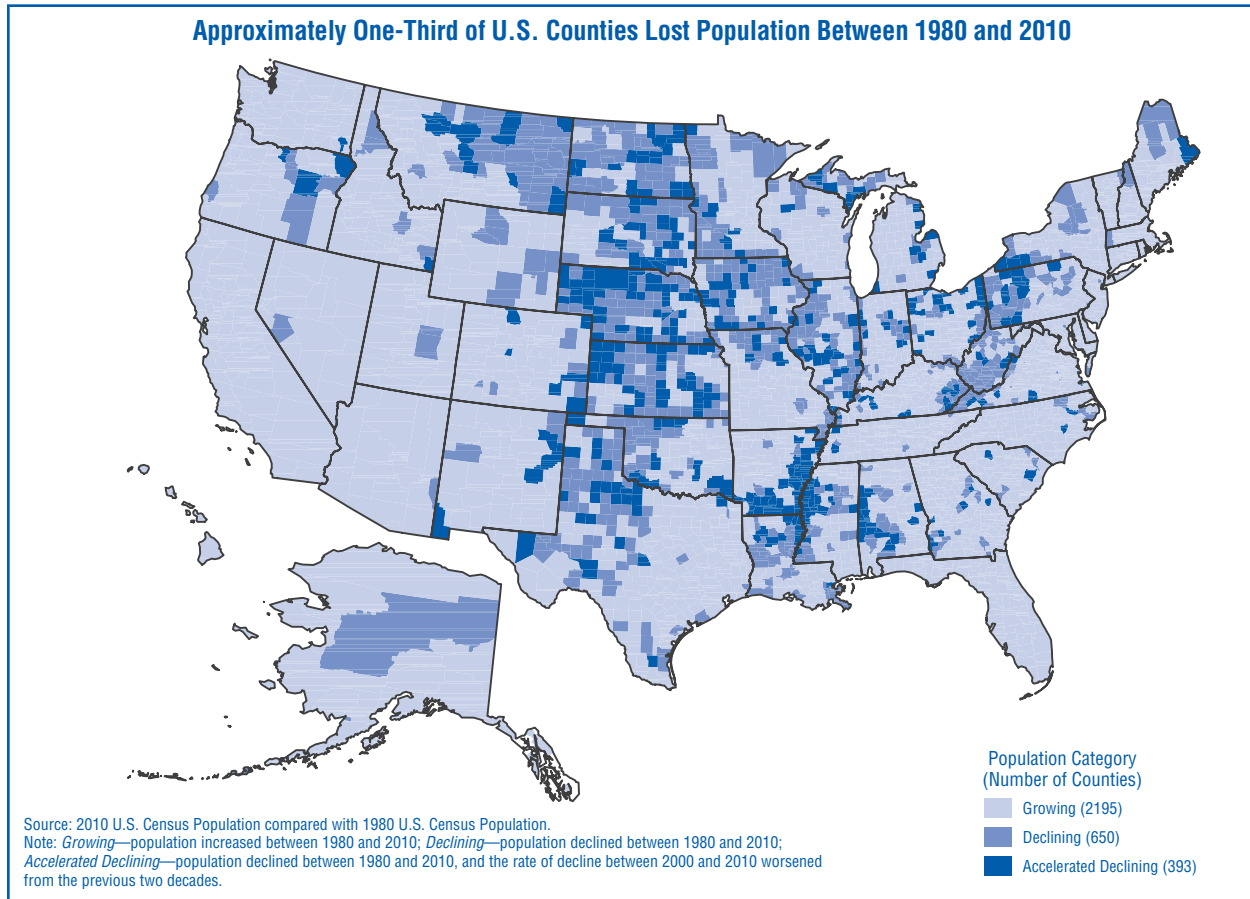 Approximately One-Third of U.S. Counties Lost Population Between 1980 and 2010
Population Category
(Number of Counties)
Growing (2195)
Declining (650)
Accelerated Declining (393)
Source: 2010 U.S. Census Population compared with 1980 U.S. Census Population.
Note: Growing—population increased between 1980 and 2010; Declining—population declined between 1980 and 2010;
Accelerated Declining—population declined between 1980 and 2010, and the rate of decline between 2000 and 2010 worsened
from the previous two decades.